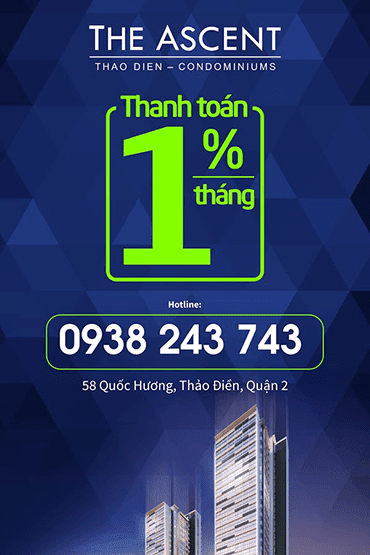 THE ASCENT
THAO DIEN – CONDOMINIUMS
Thanh toán
1%
tháng
Hotline:
0938 243 743
58 Quốc Hương, Thảo Điền, Quận 2